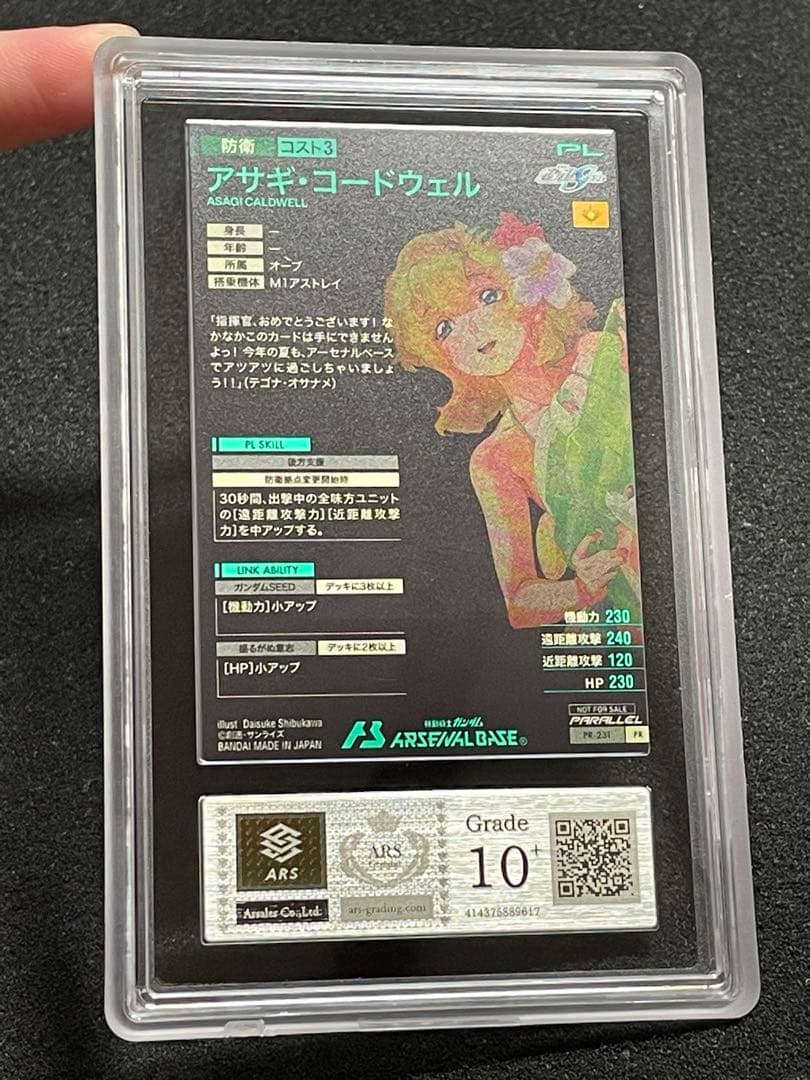 防衛 コスト3 PL
アサギ・コードウェル
ASAGI CALDWELL
身長 ー
年齢 ー
所属 オーブ
搭乗機体 M1アストレイ
「指揮官、おめでとうございます! な
かなかこのカードは手にできません
よっ! 今年の夏も、アーセナルベース
でアツアツに過ごしちゃいましょ
う!!」(テゴナ・オサナメ)
PL SKILL
後方支援
防衛拠点変更開始時
30秒間、出撃中の全味方ユニット
の[遠距離攻撃力][近距離攻撃
力]を中アップする。
LINK ABILITY
ガンダムSEED デッキに3枚以上
[機動力]小アップ
揺るがぬ意志 デッキに2枚以上
[HP]小アップ
機動力 230
遠距離攻撃 240
近距離攻撃 120
HP 230
illust Daisuke Shibukawa
©創通・サンライズ
BANDAI MADE IN JAPAN
機動戦士ガンダム
ARSENAL BASE®
NOT FOR SALE
PARALLEL
PR-231 PR
ARS
Assales Co.,Ltd.
ARS
ars-grading.com
Grade
10+
414375889617